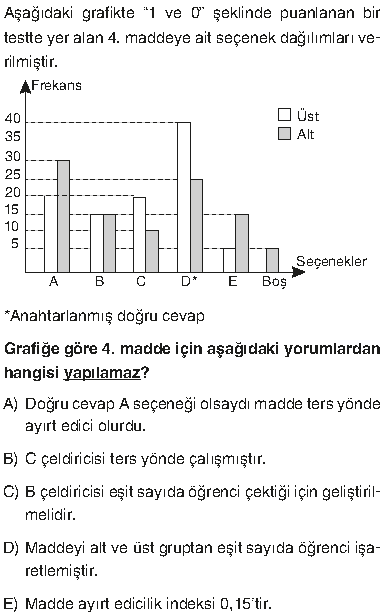 Aşağıdaki grafikte “1 ve 0” şeklinde puanlanan bir
testte yer alan 4. maddeye ait seçenek dağılımları ve-
rilmiştir.
Frekans
40
35
30
25
20
15
10
5
Üst
Alt
Seçenekler
A B C D* E Boş
*Anahtarlanmış doğru cevap
Grafiğe göre 4. madde için aşağıdaki yorumlardan
hangisi yapılamaz?
A) Doğru cevap A seçeneği olsaydı madde ters yönde
ayırt edici olurdu.
B) C çeldiricisi ters yönde çalışmıştır.
C) B çeldiricisi eşit sayıda öğrenci çektiği için geliştiril-
melidir.
D) Maddeyi alt ve üst gruptan eşit sayıda öğrenci işa-
retlemiştir.
E) Madde ayırt edicilik indeksi 0,15’tir.